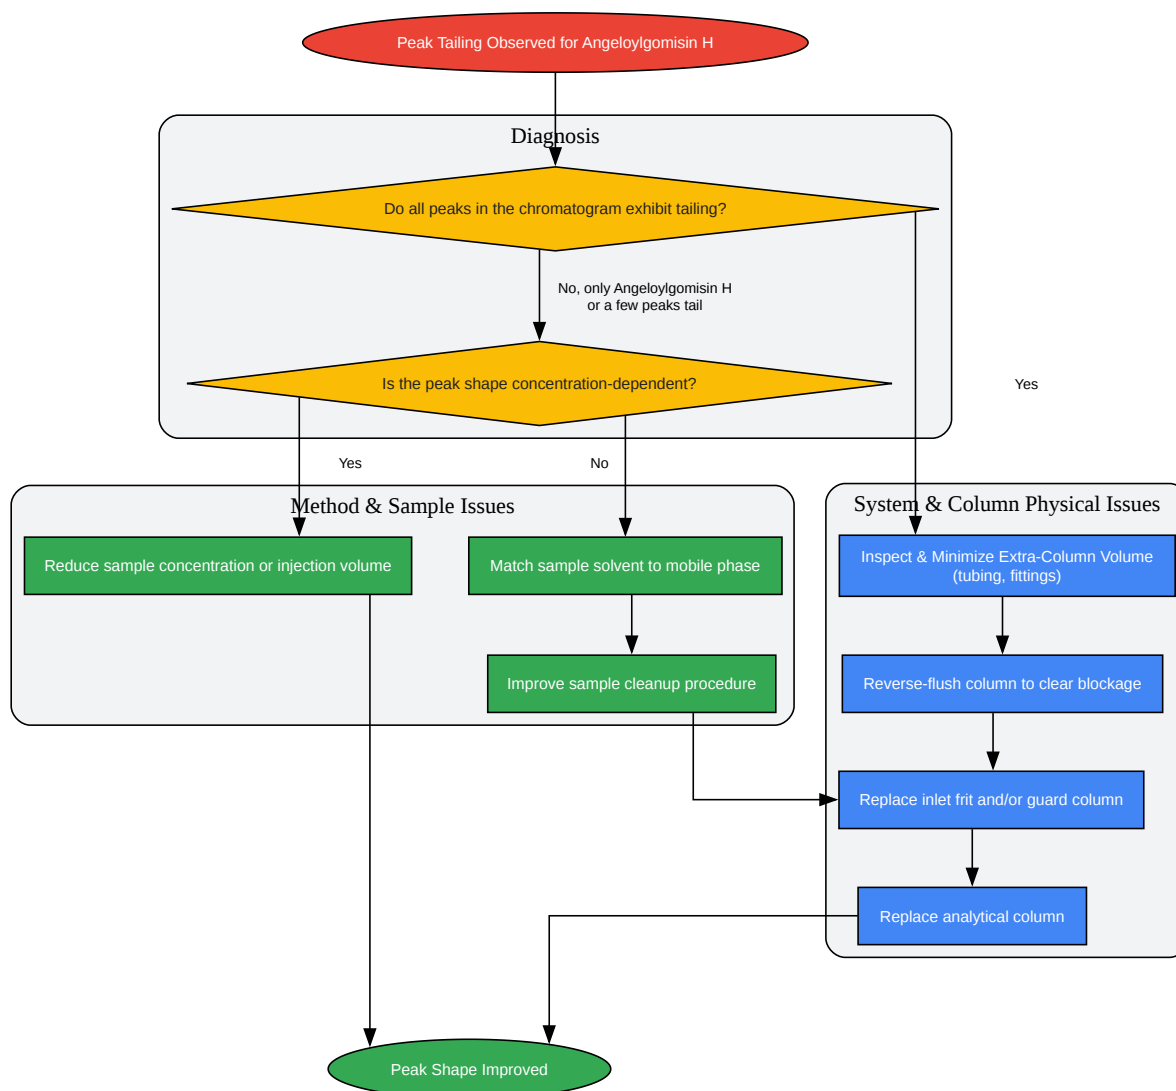 Peak Tailing Observed for Angeloylgomisin H
Diagnosis
Do all peaks in the chromatogram exhibit tailing?
No, only Angeloylgomisin H
or a few peaks tail
Is the peak shape concentration-dependent?
Yes
Yes
No
Method & Sample Issues
System & Column Physical Issues
Reduce sample concentration or injection volume
Match sample solvent to mobile phase
Inspect & Minimize Extra-Column Volume
(tubing, fittings)
Improve sample cleanup procedure
Reverse-flush column to clear blockage
Replace inlet frit and/or guard column
Replace analytical column
Peak Shape Improved